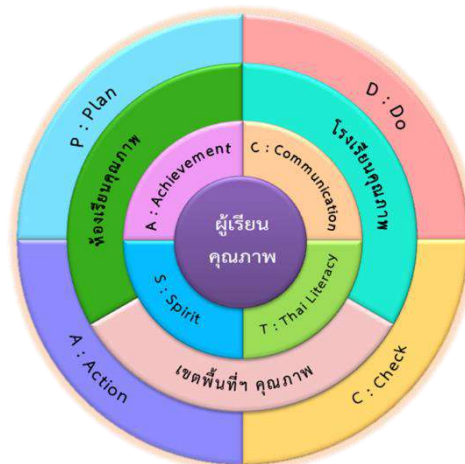 P : Plan
D : Do
C : Check
A : Action
ห้องเรียนคุณภาพ
โรงเรียนคุณภาพ
เขตพื้นที่ฯ คุณภาพ
A : Achievement
C : Communication
T : Thai Literacy
S : Spirit
ผู้เรียน
คุณภาพ